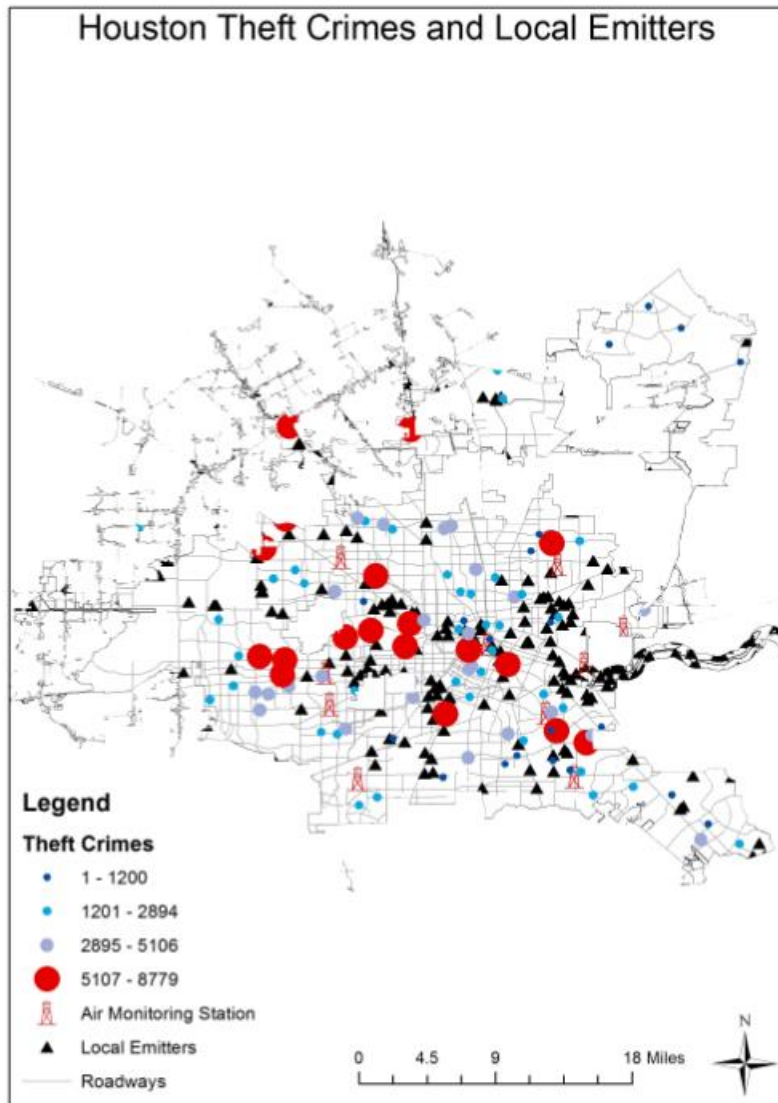 Houston Theft Crimes and Local Emitters
Legend
Theft Crimes
1 - 1200
1201 - 2894
2895 - 5106
5107 - 8779
Air Monitoring Station
Local Emitters
Roadways
0 4.5 9 18 Miles
N